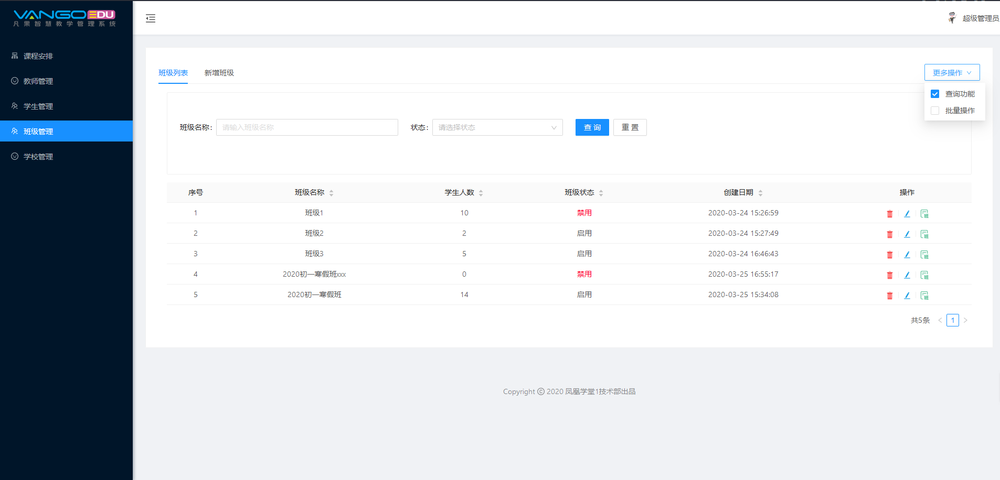 VANGOEDU
凡果智慧教学管理系统
超级管理员
课程安排
教师管理
学生管理
班级管理
学校管理
班级列表 新增班级 更多操作
查询功能
批量操作
班级名称: 请输入班级名称 状态: 请选择状态 查 询 重 置
序号 班级名称 学生人数 班级状态 创建日期 操作
1 班级1 10 禁用 2020-03-24 15:26:59 班
2 班级2 2 启用 2020-03-24 15:27:49 班
3 班级3 5 启用 2020-03-24 16:46:43 班
4 2020初一寒假班xxx 0 禁用 2020-03-25 16:55:17 班
5 2020初一寒假班 14 启用 2020-03-25 15:34:08 班
共5条 < 1 >
Copyright © 2020 凤凰学堂1技术部出品